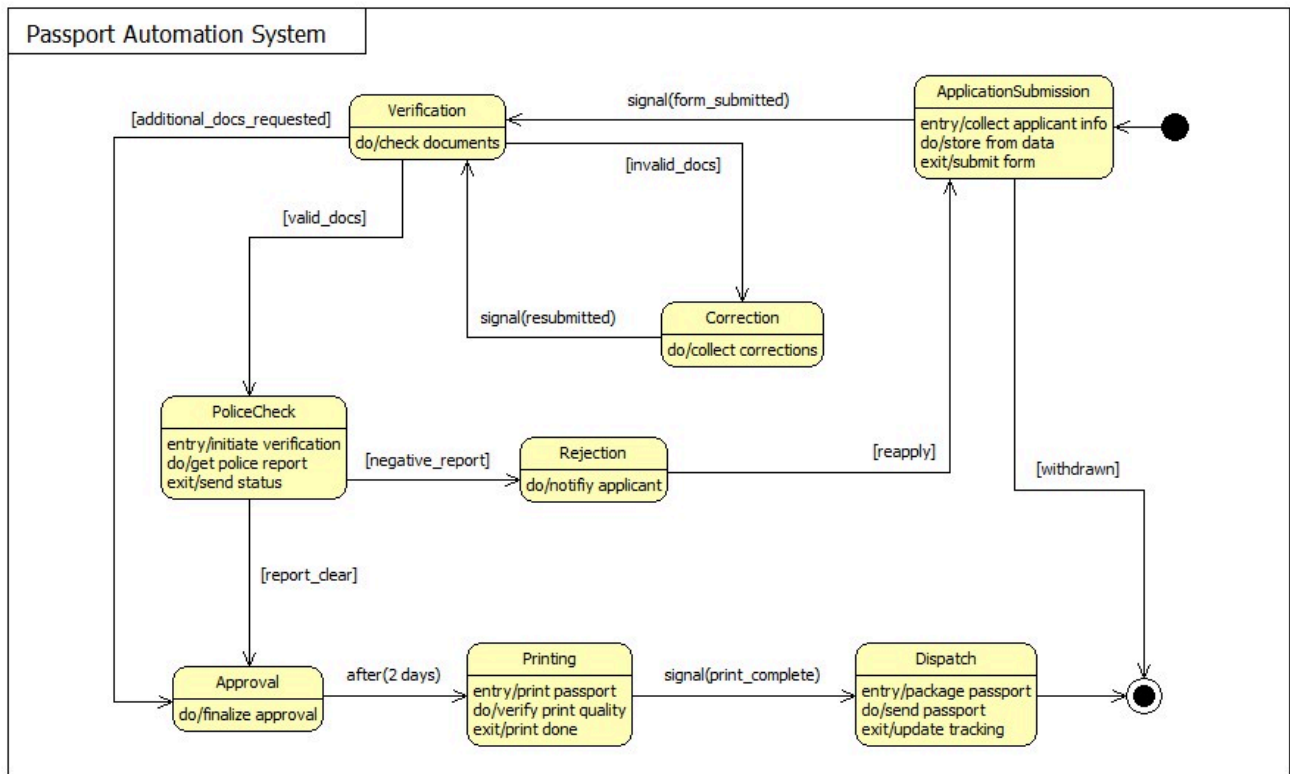 Passport Automation System
Verification
do/check documents
[additional_docs_requested]
signal(form_submitted)
ApplicationSubmission
entry/collect applicant info
do/store from data
exit/submit form
[invalid_docs]
[valid_docs]
signal(resubmitted)
Correction
do/collect corrections
PoliceCheck
entry/initiate verification
do/get police report
exit/send status
[negative_report]
Rejection
do/notifiy applicant
[reapply]
[withdrawn]
[report_clear]
Approval
do/finalize approval
after(2 days)
Printing
entry/print passport
do/verify print quality
exit/print done
signal(print_complete)
Dispatch
entry/package passport
do/send passport
exit/update tracking